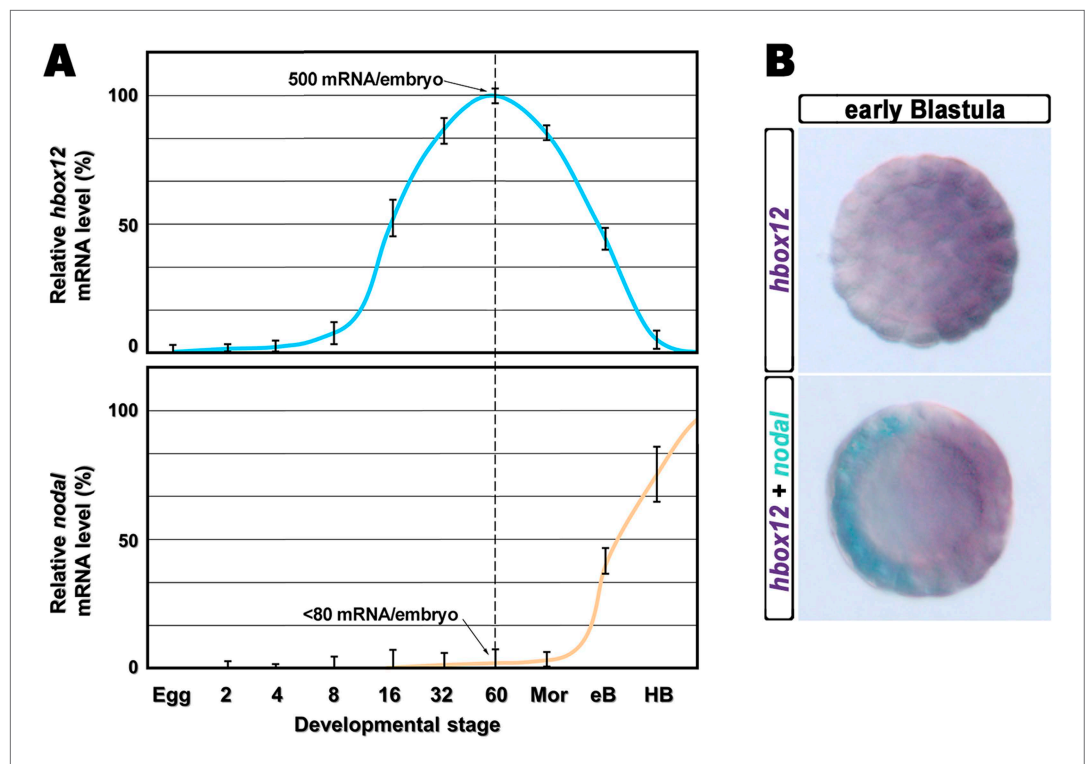 A
Relative hbox12
mRNA level (%)
100
50
0
500 mRNA/embryo
Relative nodal
mRNA level (%)
100
50
0
<80 mRNA/embryo
Egg 2 4 8 16 32 60 Mor eB HB
Developmental stage
B
early Blastula
hbox12
hbox12 + nodal